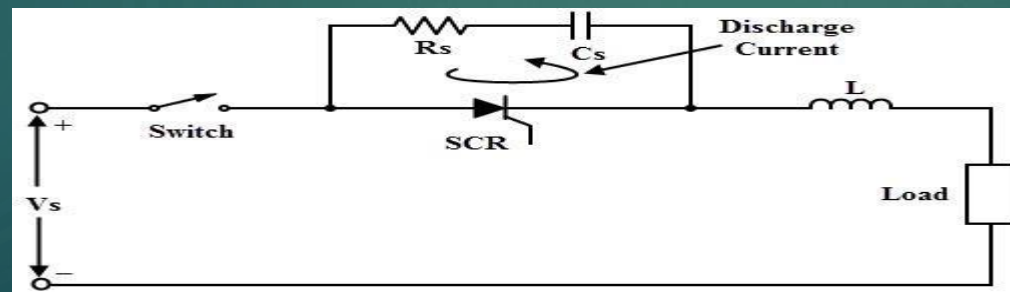 Discharge
Current
Rs
Cs
L
+
Switch
SCR
Vs
Load
−